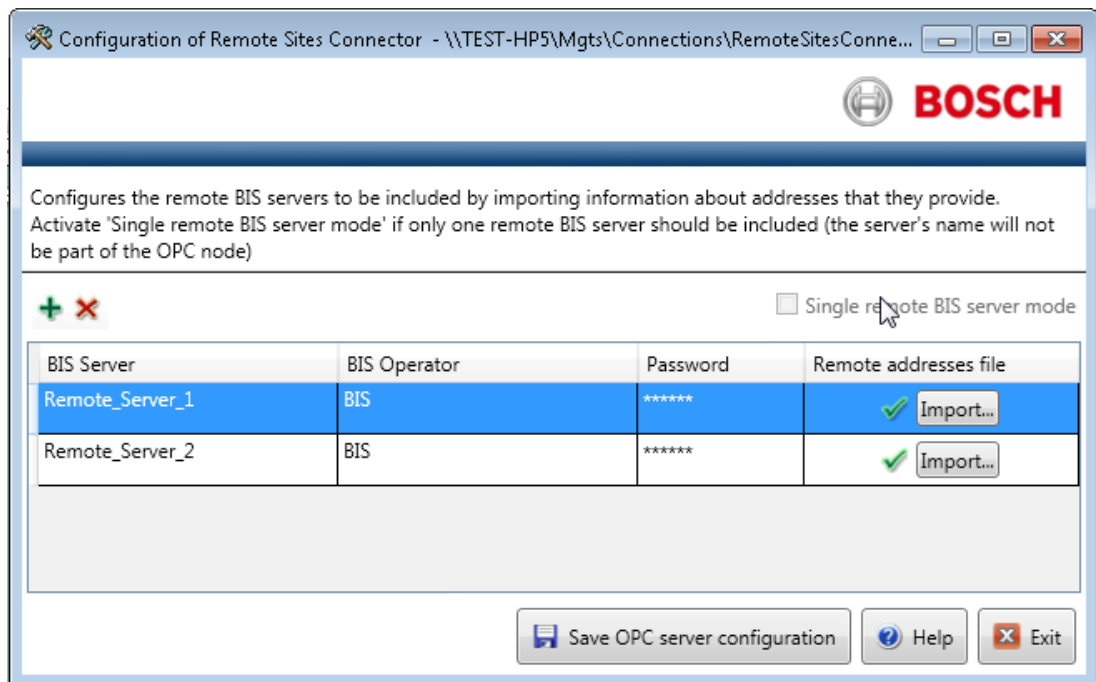 Configuration of Remote Sites Connector - \\TEST-HP5\Mgts\Connections\RemoteSitesConne...
BOSCH
Configures the remote BIS servers to be included by importing information about addresses that they provide.
Activate 'Single remote BIS server mode' if only one remote BIS server should be included (the server's name will not
be part of the OPC node)
Single remote BIS server mode
BIS Server BIS Operator Password Remote addresses file
Remote_Server_1 BIS ****** Import...
Remote_Server_2 BIS ****** Import...
Save OPC server configuration Help Exit